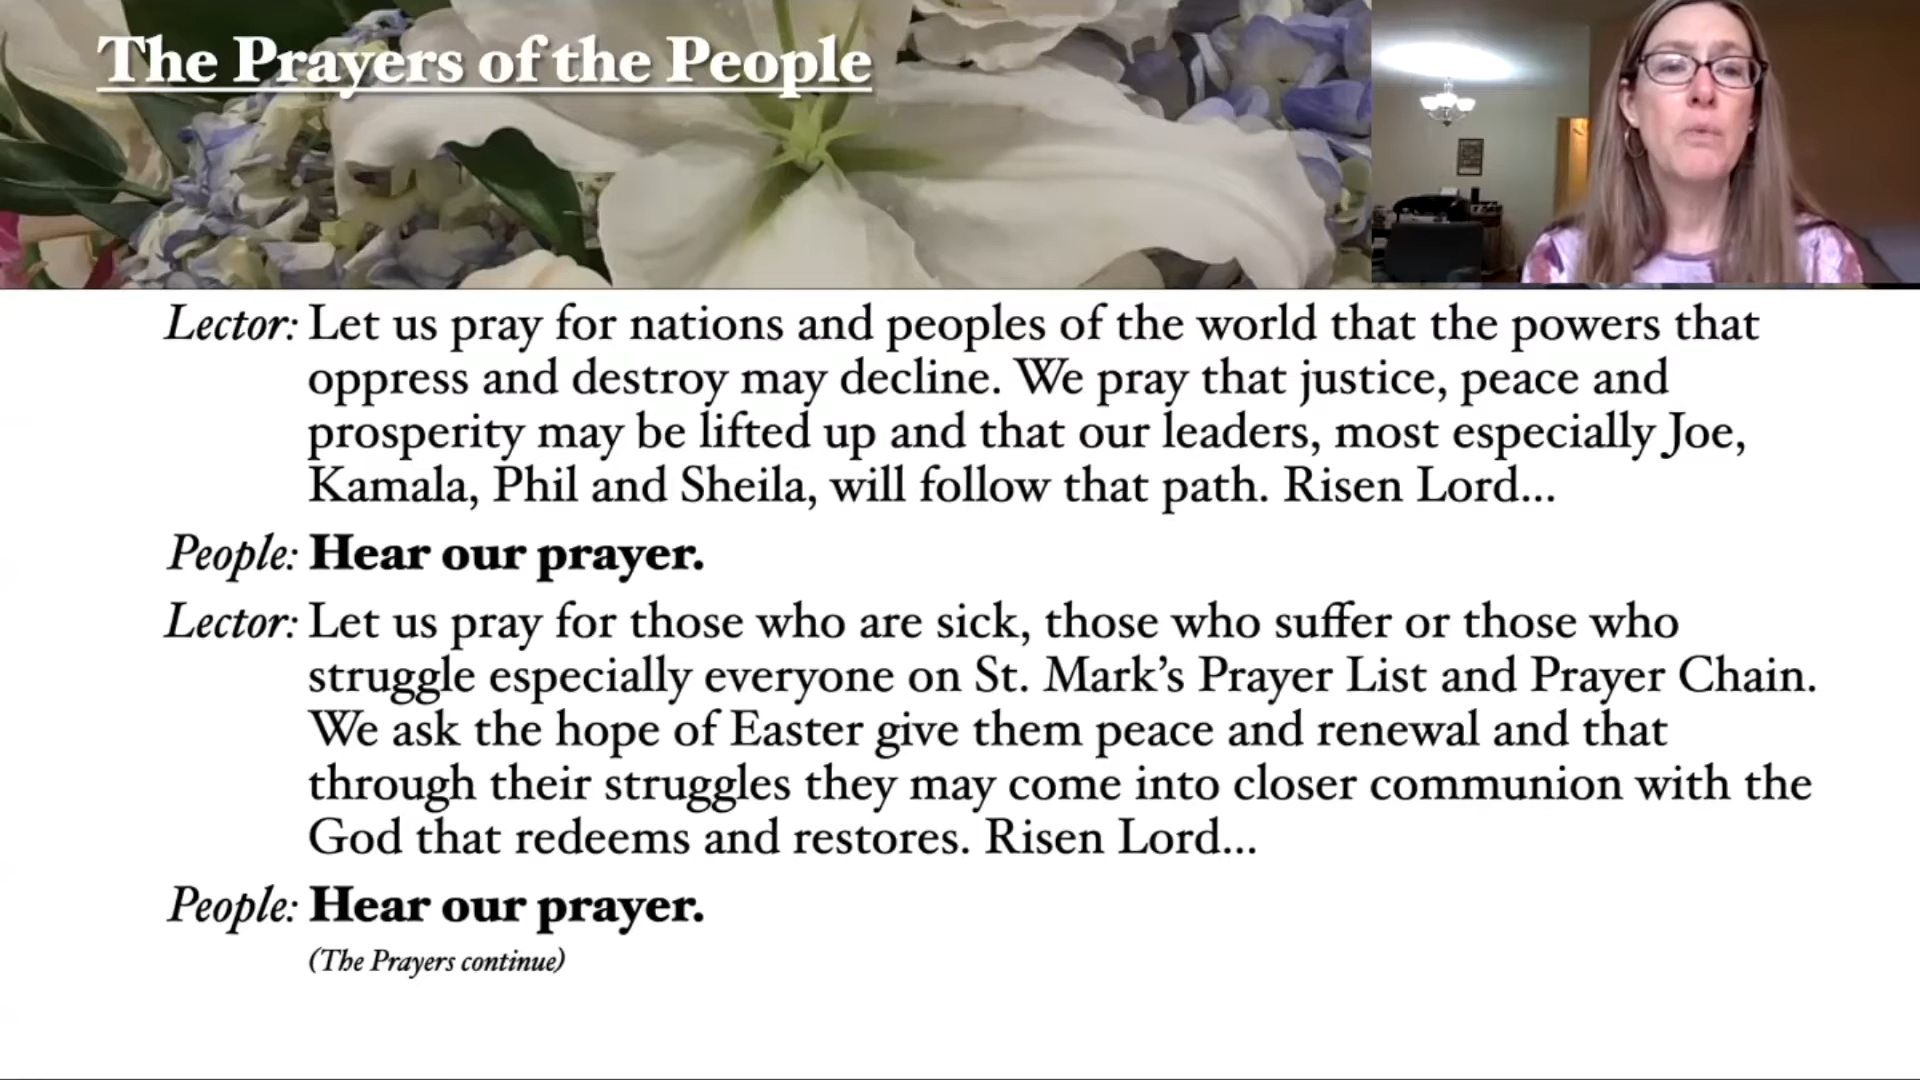 The Prayers of the People
Lector: Let us pray for nations and peoples of the world that the powers that
oppress and destroy may decline. We pray that justice, peace and
prosperity may be lifted up and that our leaders, most especially Joe,
Kamala, Phil and Sheila, will follow that path. Risen Lord...
People: Hear our prayer.
Lector: Let us pray for those who are sick, those who suffer or those who
struggle especially everyone on St. Mark’s Prayer List and Prayer Chain.
We ask the hope of Easter give them peace and renewal and that
through their struggles they may come into closer communion with the
God that redeems and restores. Risen Lord...
People: Hear our prayer.
(The Prayers continue)